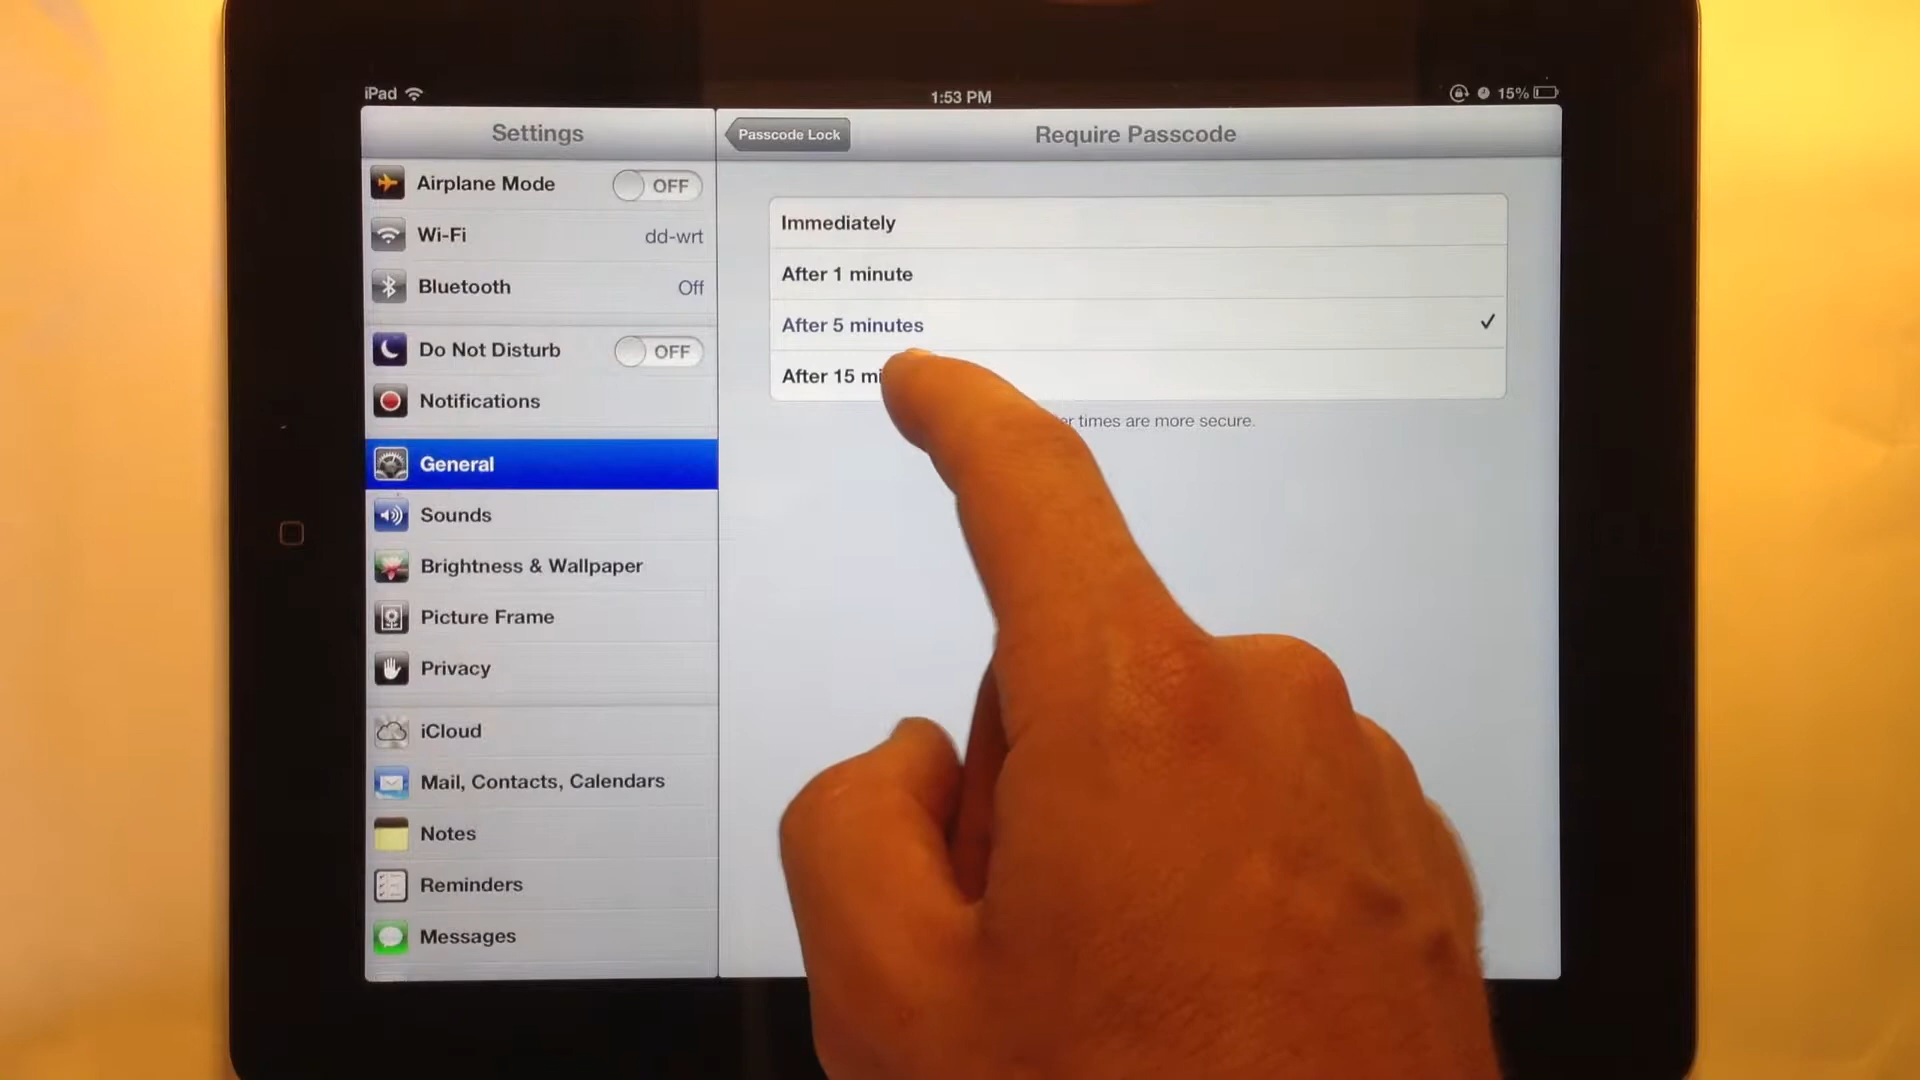 iPad
1:53 PM
15%
Settings
Passcode Lock
Require Passcode
Airplane Mode OFF
Wi-Fi dd-wrt
Bluetooth Off
Do Not Disturb OFF
Notifications
General
Sounds
Brightness & Wallpaper
Picture Frame
Privacy
iCloud
Mail, Contacts, Calendars
Notes
Reminders
Messages
Immediately
After 1 minute
After 5 minutes
After 15
times are more secure.